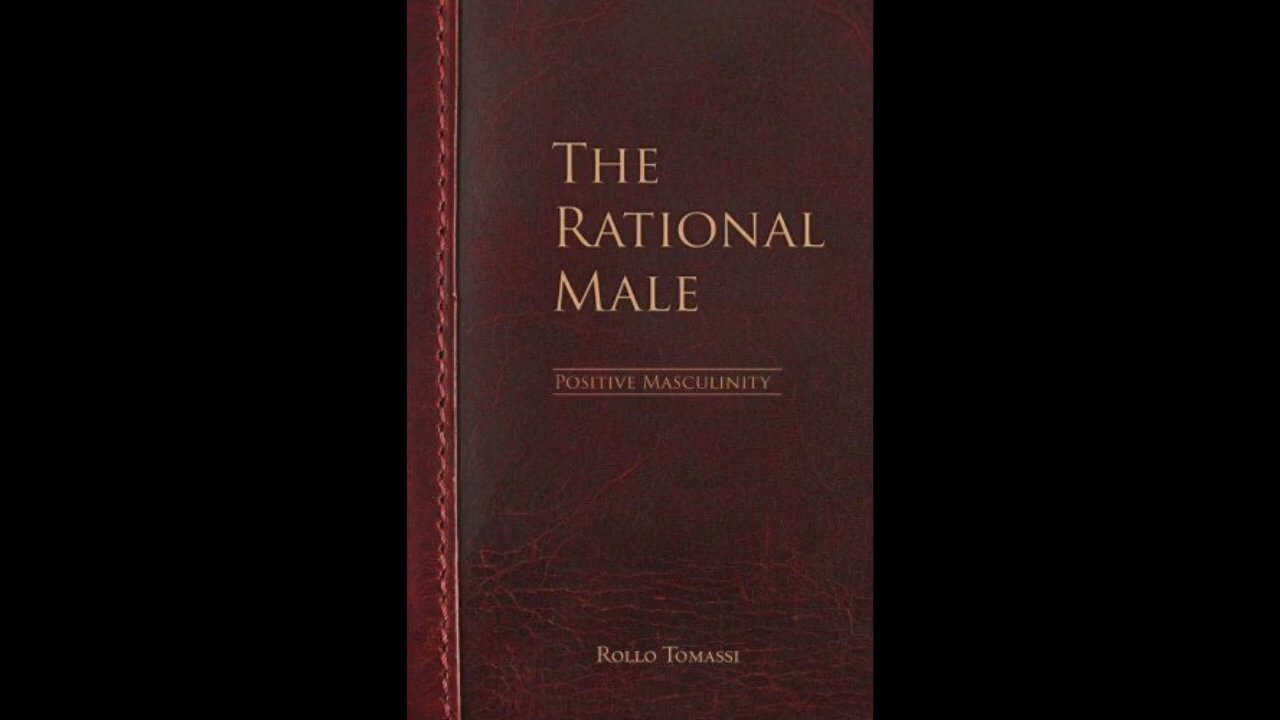 The
Rational
Male
Positive Masculinity
Rollo Tomassi